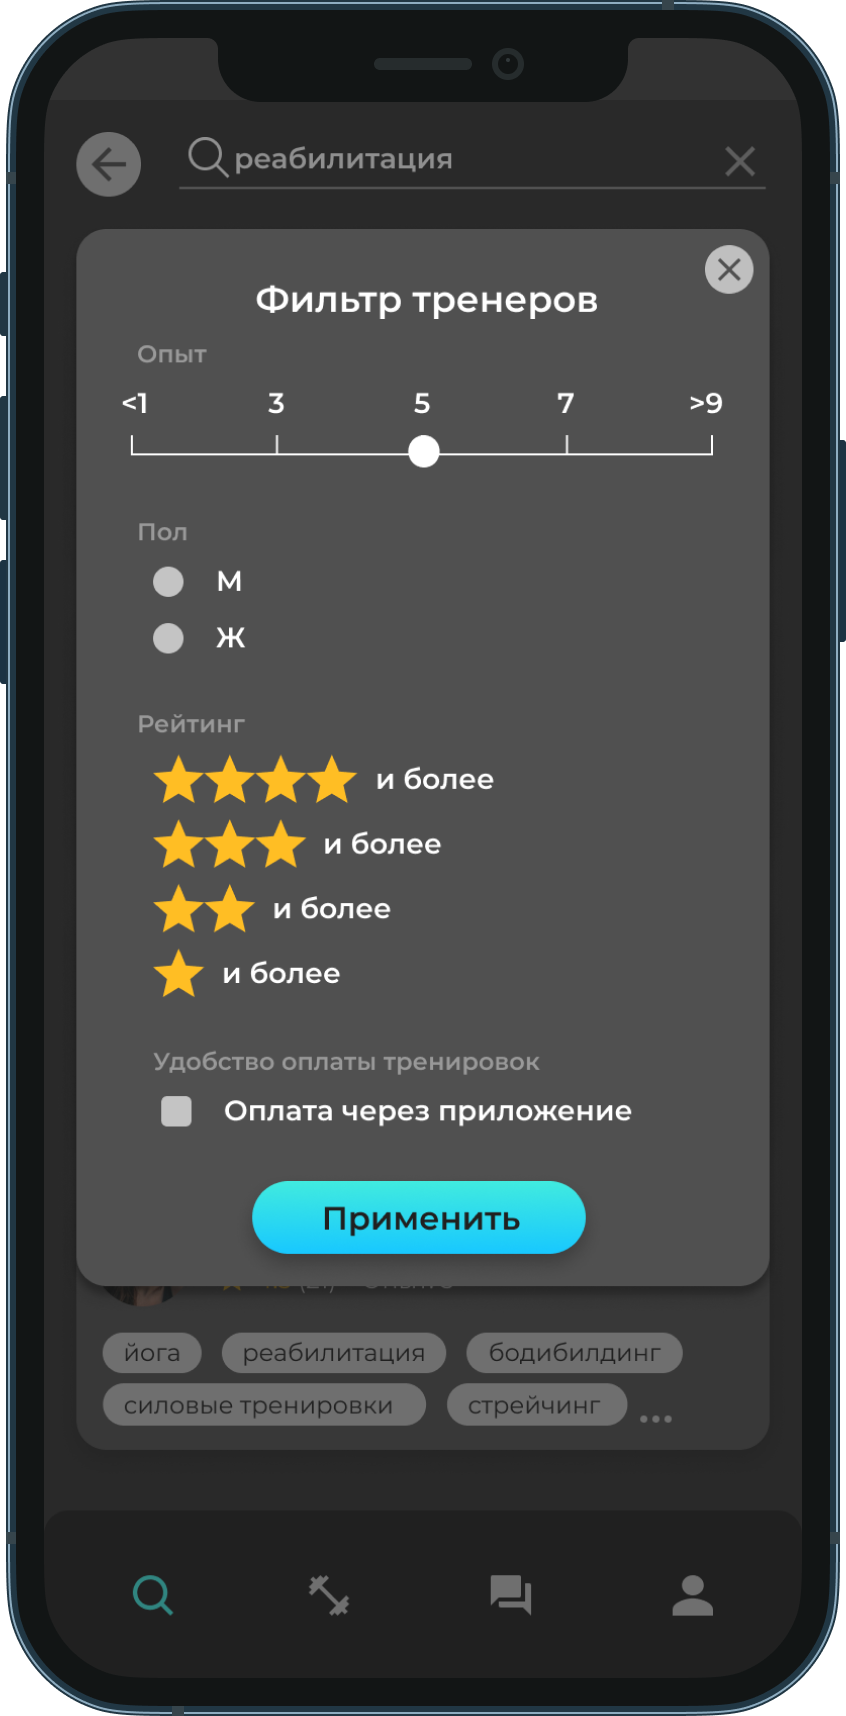 реабилитация
Фильтр тренеров
Опыт
<1 3 5 7 >9
Пол
М
Ж
Рейтинг
и более
и более
и более
и более
Удобство оплаты тренировок
Оплата через приложение
Применить
йога реабилитация бодибилдинг
силовые тренировки стрейчинг ...